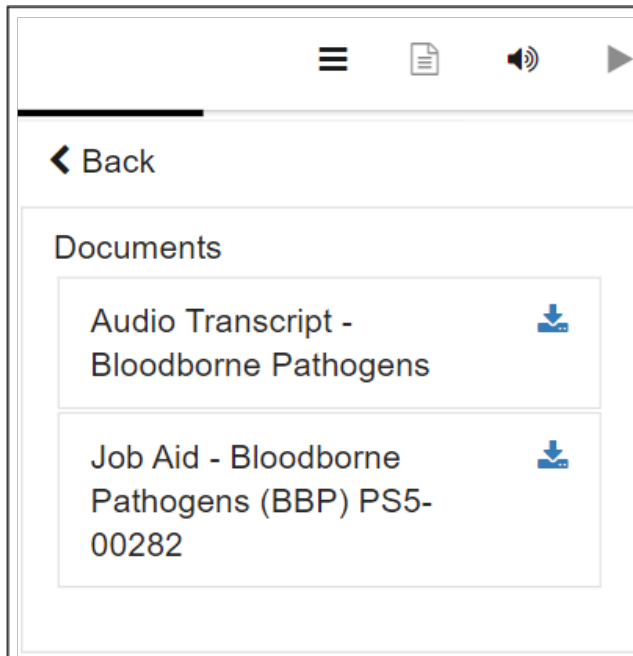 Back
Documents
Audio Transcript -
Bloodborne Pathogens
Job Aid - Bloodborne
Pathogens (BBP) PS5-
00282